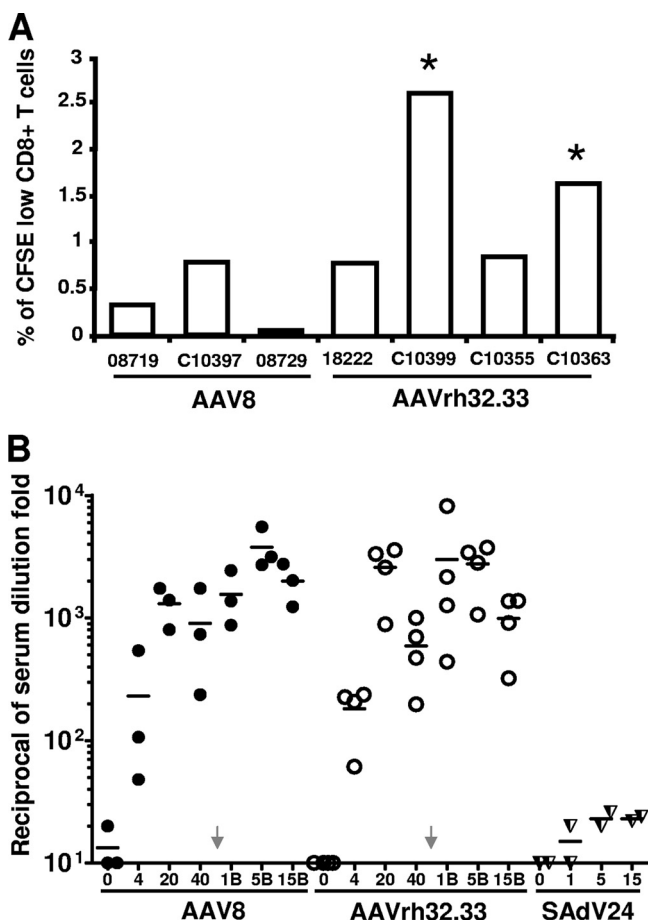 A
% of CFSE low CD8+ T cells
3
2.5
2
1.5
1
0.5
0
* *
08719 C10397 08729 18222 C10399 C10355 C10363
AAV8 AAVrh32.33
B
Reciprocal of serum dilution fold
10⁴
10³
10²
10¹
0 4 20 40 1B 5B 15B 0 4 20 40 1B 5B 15B 0 1 5 15
AAV8 AAVrh32.33 SAdV24